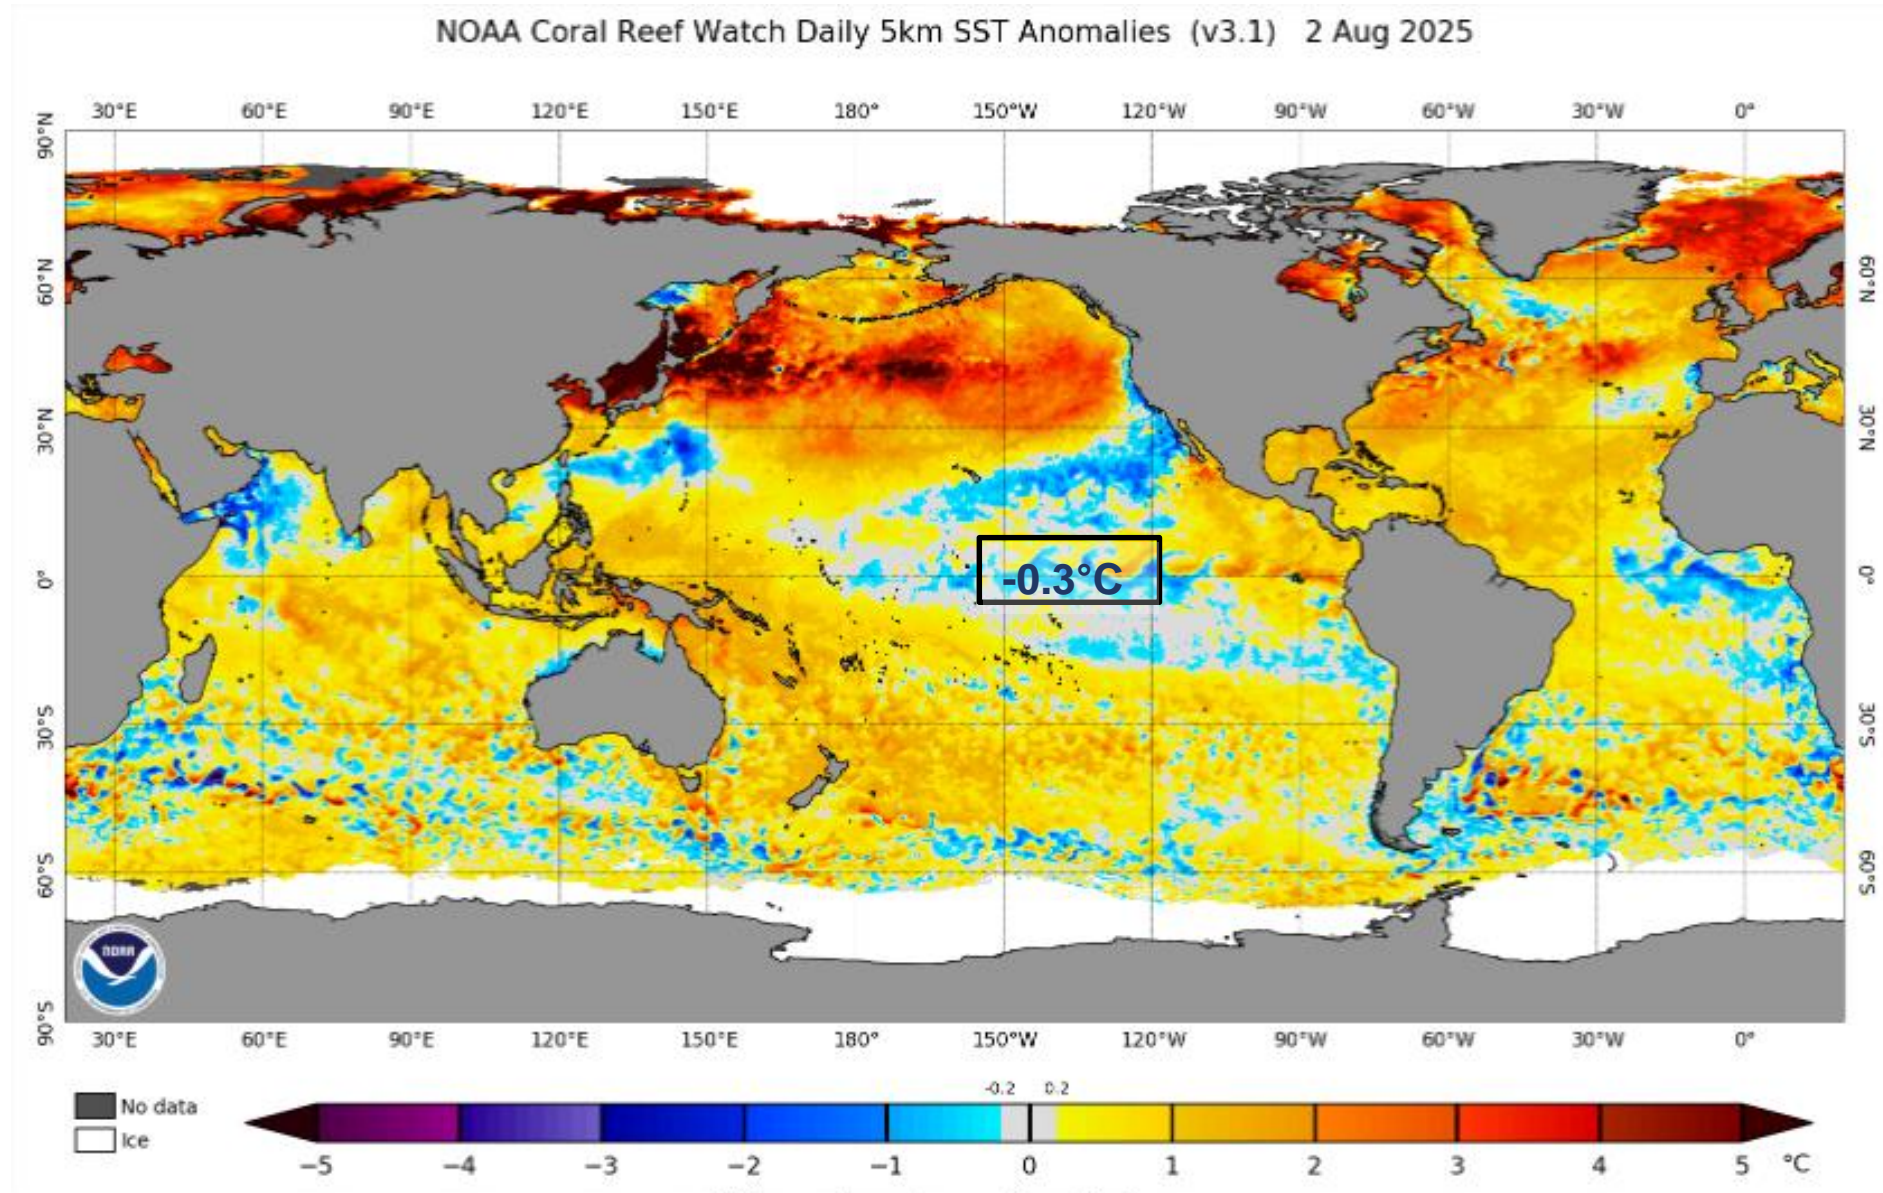 NOAA Coral Reef Watch Daily 5km SST Anomalies (v3.1) 2 Aug 2025
30°E 60°E 90°E 120°E 150°E 180° 150°W 120°W 90°W 60°W 30°W 0°
90°N
60°N 60°N
30°N 30°N
-0.3°C
0° 0°
30°S 30°S
60°S 60°S
NOAA
90°S
30°E 60°E 90°E 120°E 150°E 180° 150°W 120°W 90°W 60°W 30°W 0°
-0.2 0.2
No data
Ice
−5 −4 −3 −2 −1 0 1 2 3 4 5 °C